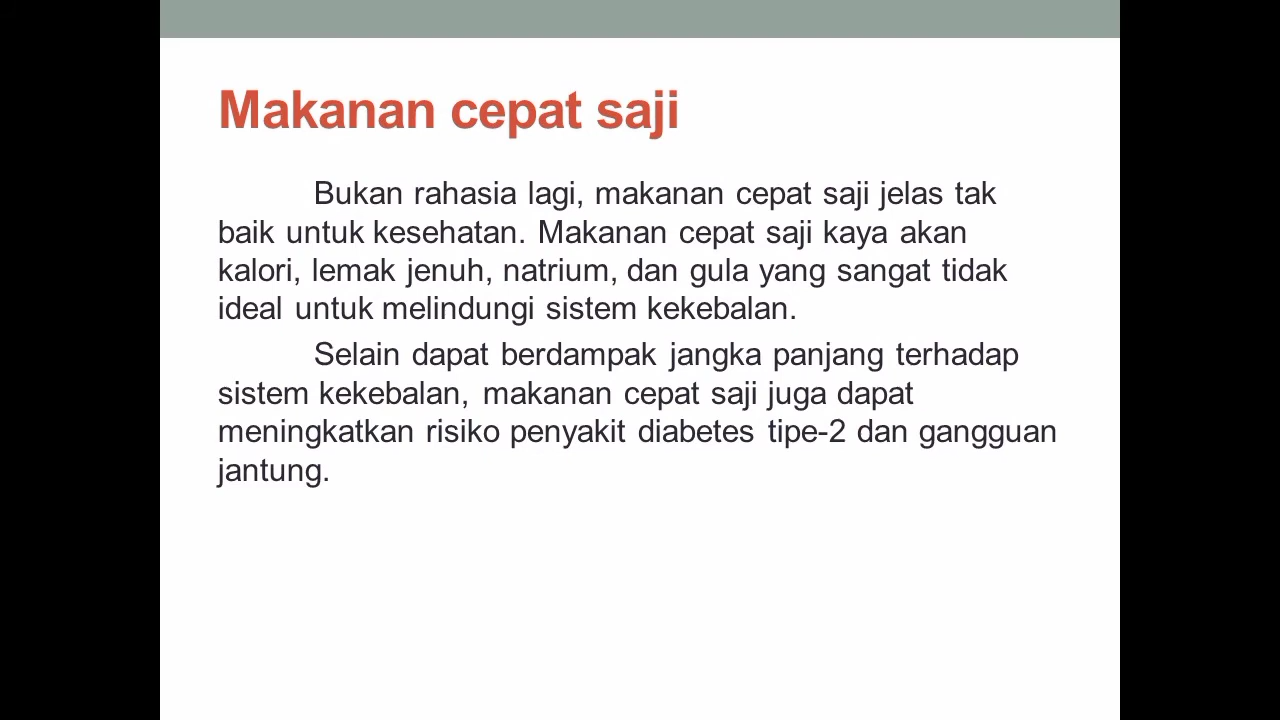 Makanan cepat saji
Bukan rahasia lagi, makanan cepat saji jelas tak
baik untuk kesehatan. Makanan cepat saji kaya akan
kalori, lemak jenuh, natrium, dan gula yang sangat tidak
ideal untuk melindungi sistem kekebalan.
Selain dapat berdampak jangka panjang terhadap
sistem kekebalan, makanan cepat saji juga dapat
meningkatkan risiko penyakit diabetes tipe-2 dan gangguan
jantung.